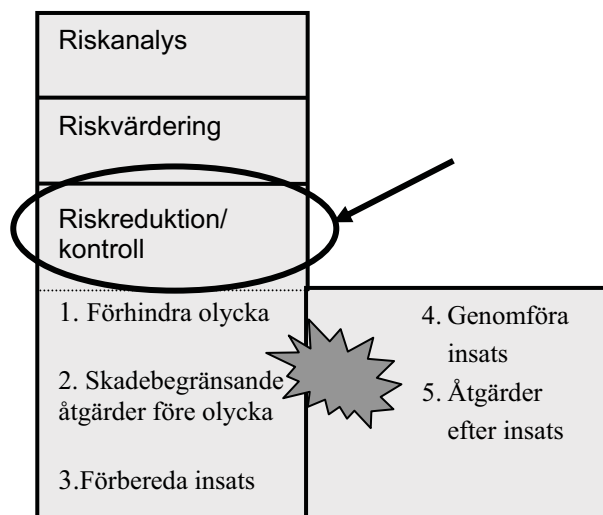 Riskanalys
Riskvärdering
Riskreduktion/
kontroll
1. Förhindra olycka
2. Skadebegränsande
åtgärder före olycka
3.Förbereda insats
4. Genomföra
insats
5. Åtgärder
efter insats